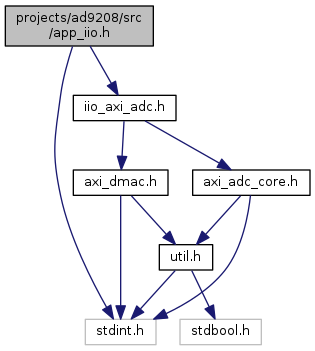 projects/ad9208/src
/app_iio.h
iio_axi_adc.h
axi_dmac.h
axi_adc_core.h
util.h
stdint.h
stdbool.h